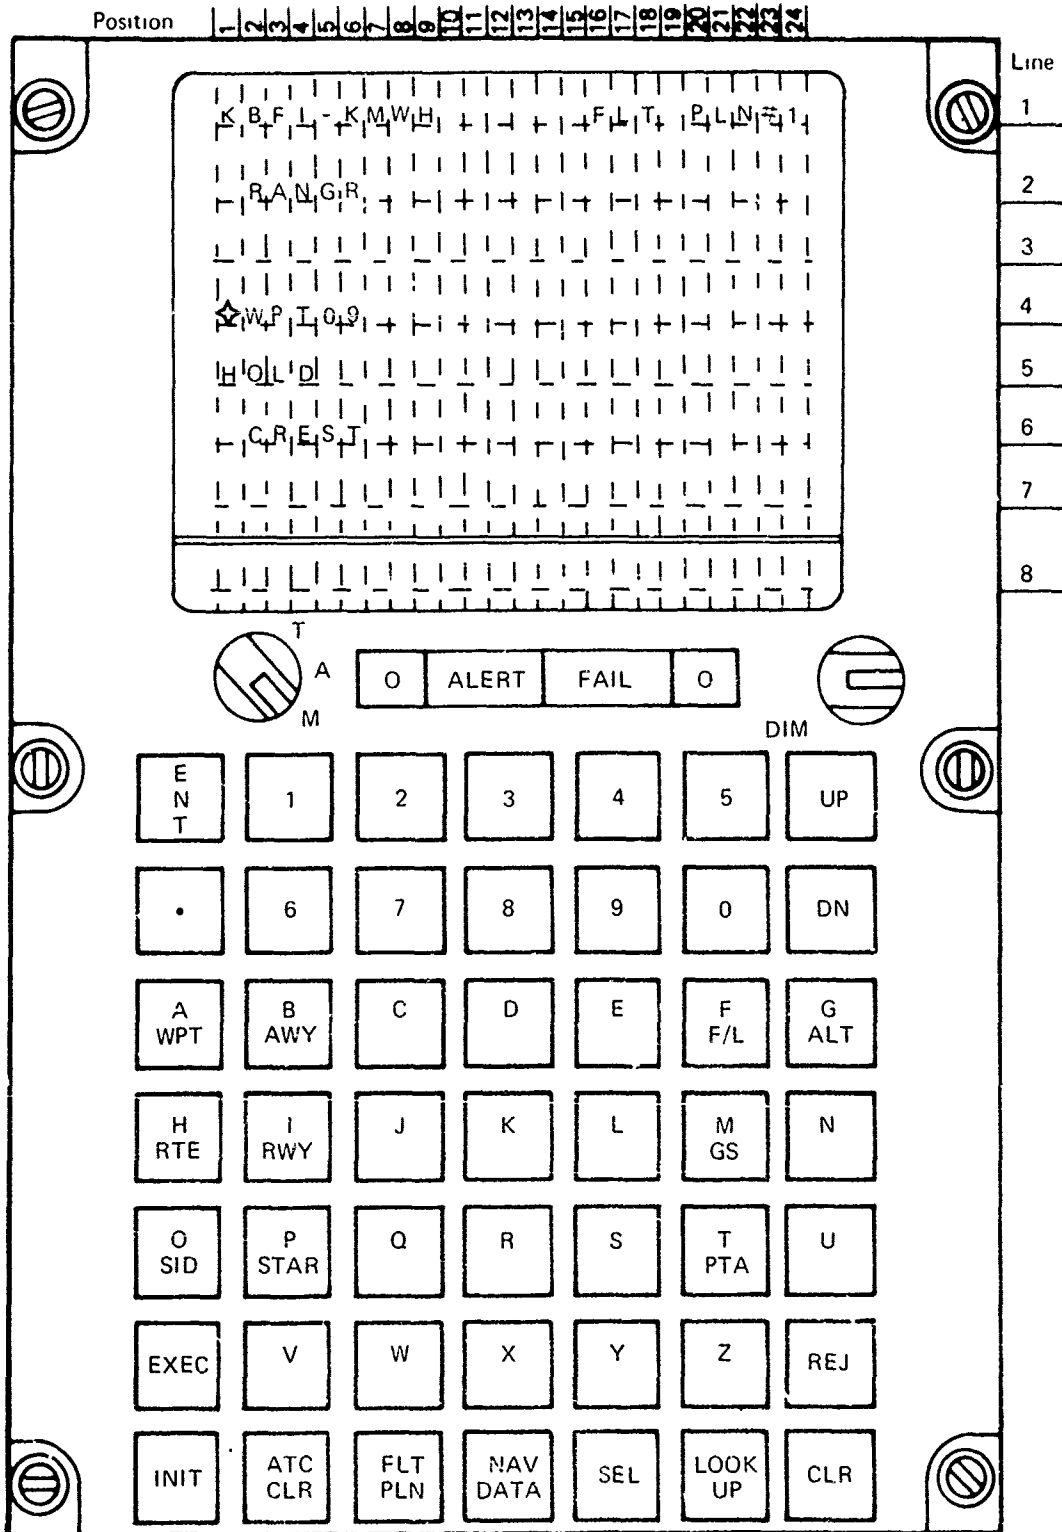 Position 1 2 3 4 5 6 7 8 9 10 11 12 13 14 15 16 17 18 19 20 21 22 23 24
Line
KBFI-KMWH FLT PLN#1 1
RANGR 2
3
WPT09 4
HOLD 5
CREST 6
7
8
T
A
M
O ALERT FAIL O
DIM
ENT 1 2 3 4 5 UP
. 6 7 8 9 0 DN
A B C D E F G
WPT AWY F/L ALT
H I J K L M N
RTE RWY GS
O P Q R S T U
SID STAR PTA
EXEC V W X Y Z REJ
INIT ATC FLT NAV SEL LOOK CLR
CLR PLN DATA UP